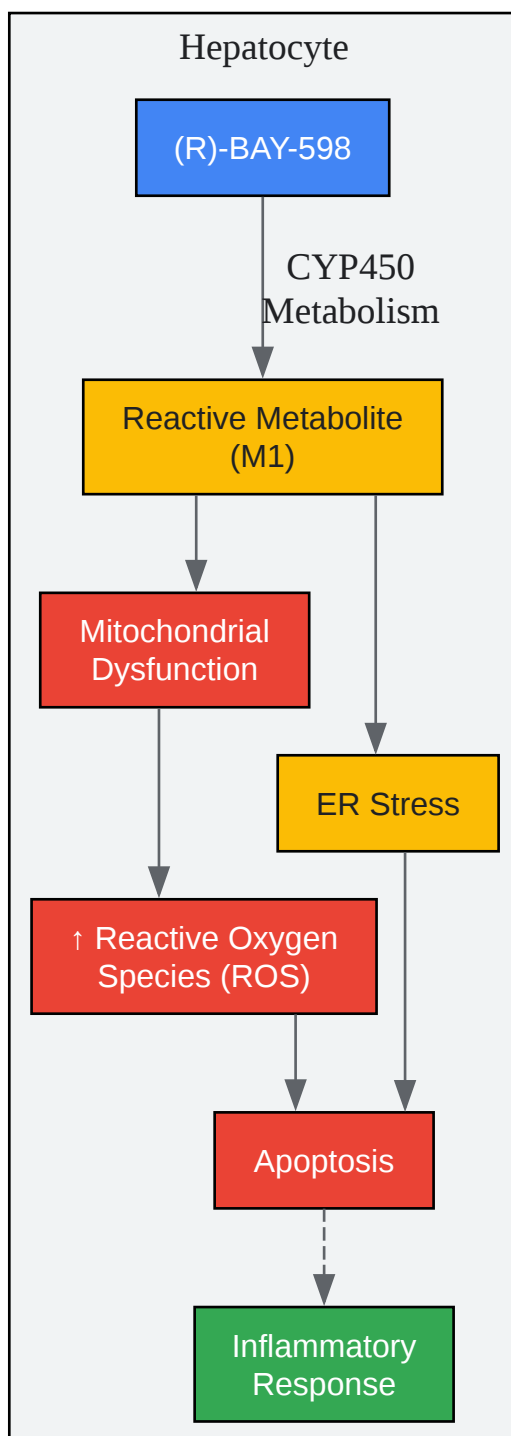 Hepatocyte
(R)-BAY-598
CYP450
Metabolism
Reactive Metabolite
(M1)
Mitochondrial
Dysfunction
ER Stress
↑ Reactive Oxygen
Species (ROS)
Apoptosis
Inflammatory
Response